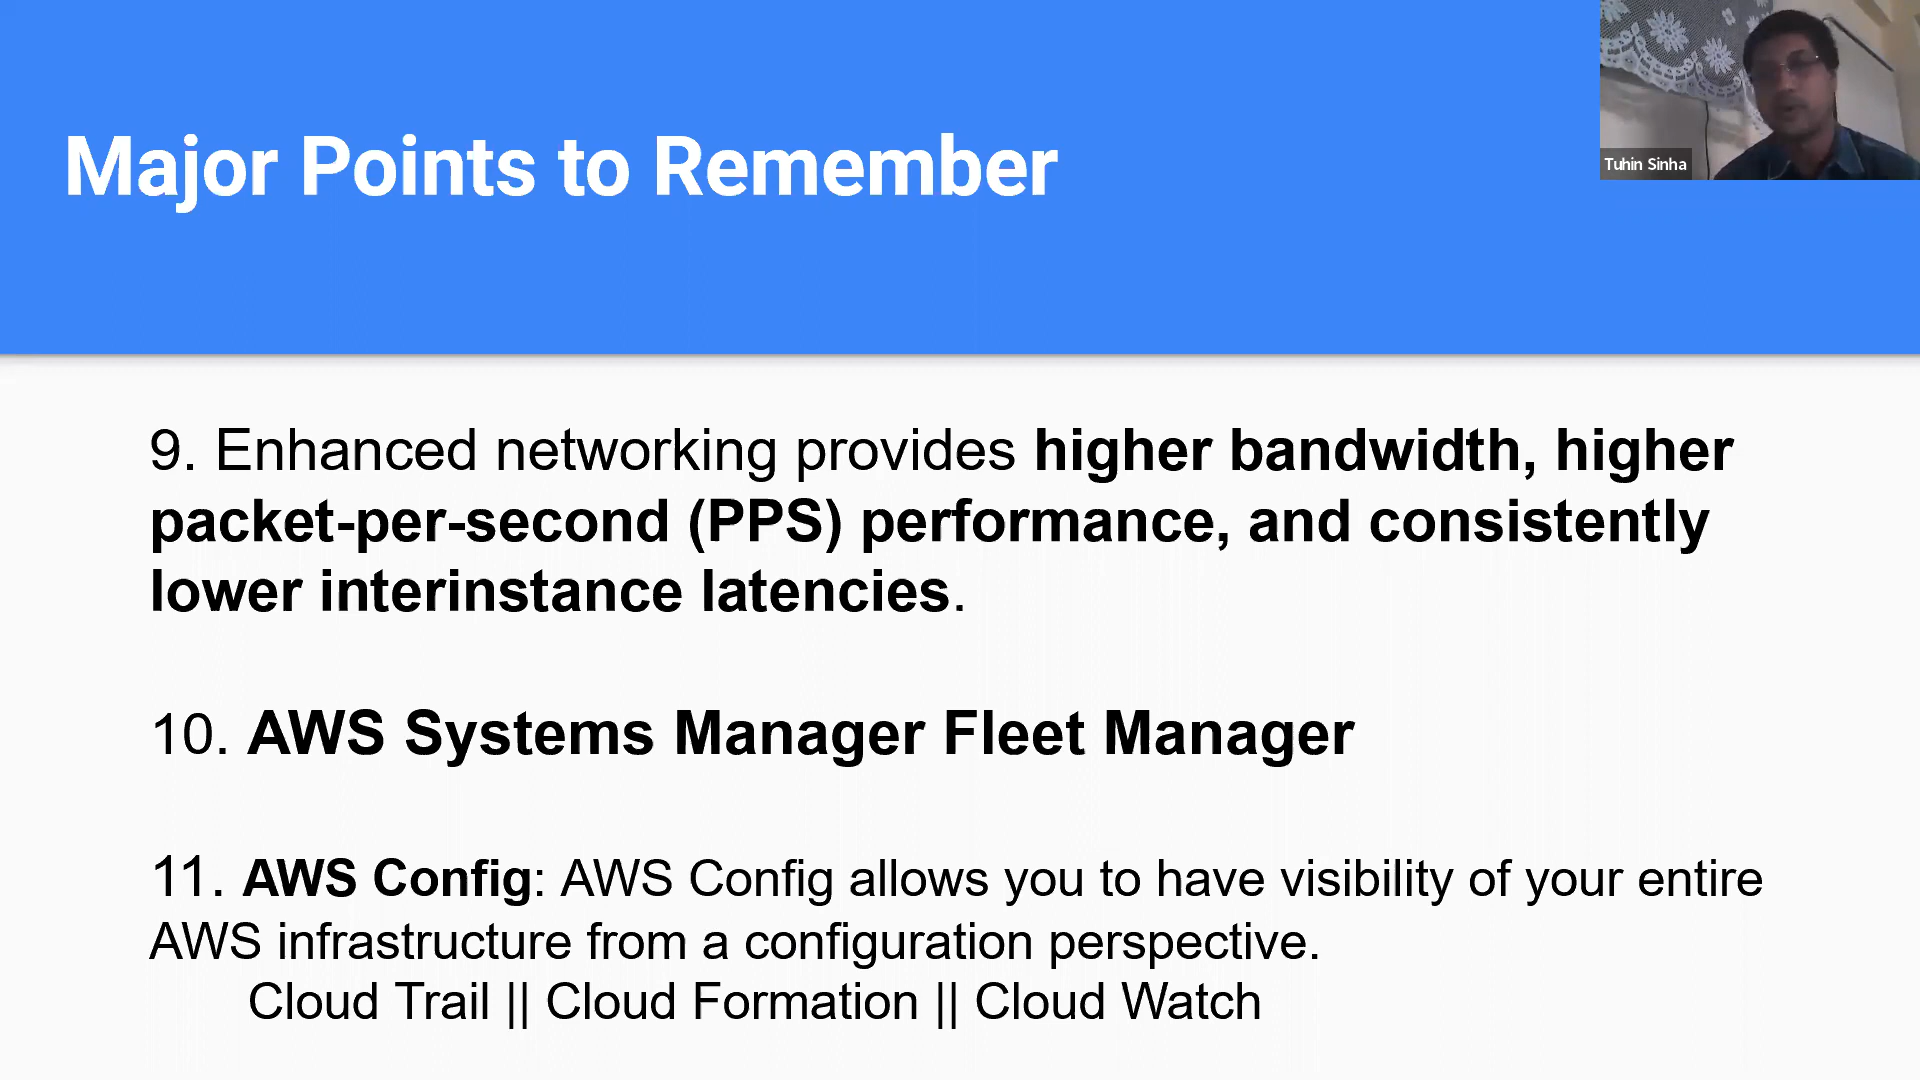 Major Points to Remember
Tuhin Sinha
9. Enhanced networking provides higher bandwidth, higher
packet-per-second (PPS) performance, and consistently
lower interinstance latencies.
10. AWS Systems Manager Fleet Manager
11. AWS Config: AWS Config allows you to have visibility of your entire
AWS infrastructure from a configuration perspective.
Cloud Trail || Cloud Formation || Cloud Watch